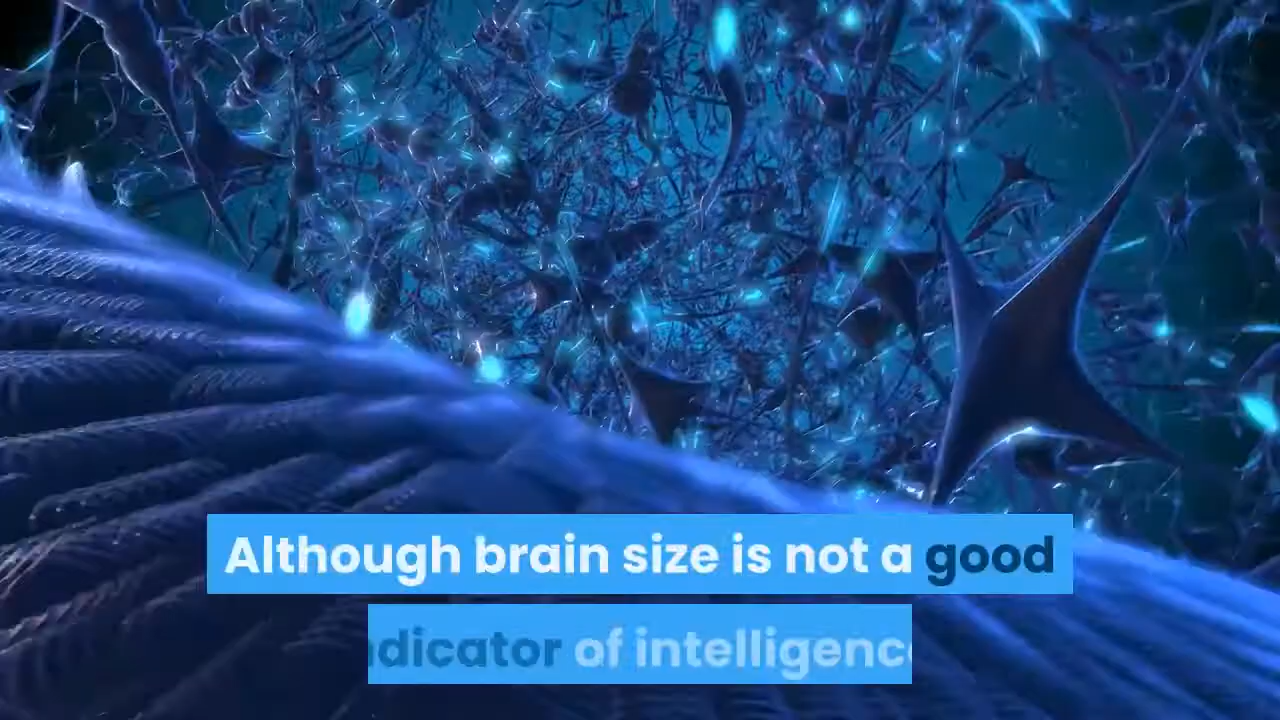 Although brain size is not a good
ndicator of intelligenc